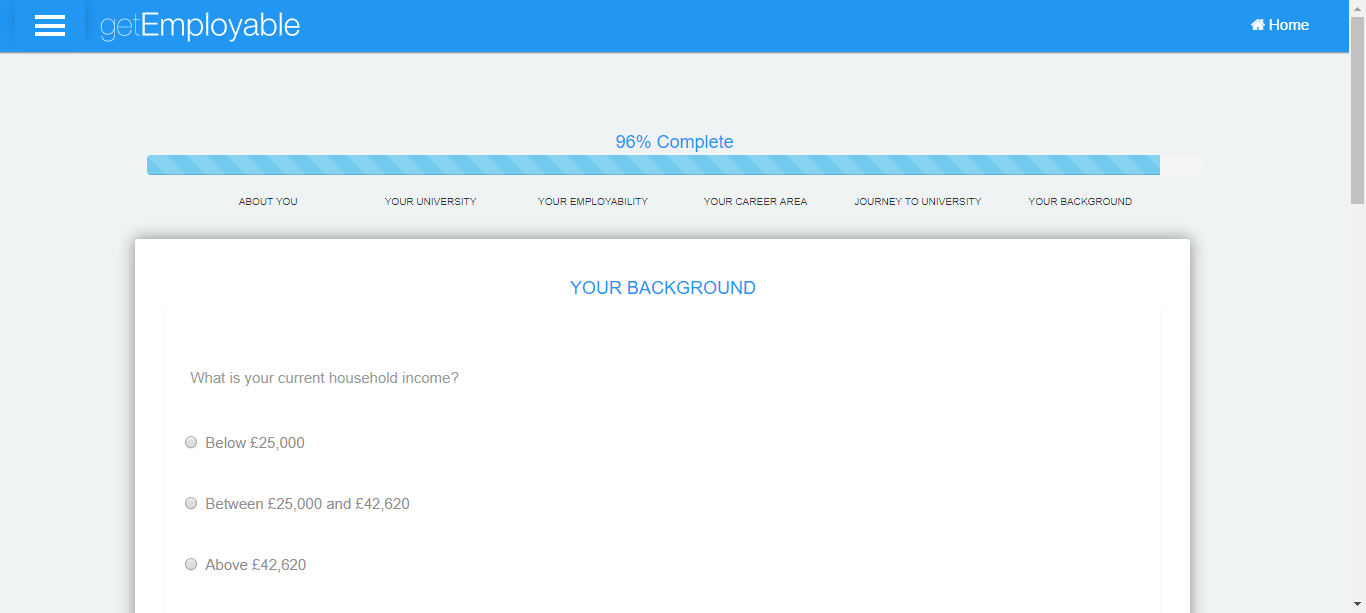 getEmployable
Home
96% Complete
ABOUT YOU
YOUR UNIVERSITY
YOUR EMPLOYABILITY
YOUR CAREER AREA
JOURNEY TO UNIVERSITY
YOUR BACKGROUND
YOUR BACKGROUND
What is your current household income?
Below £25,000
Between £25,000 and £42,620
Above £42,620